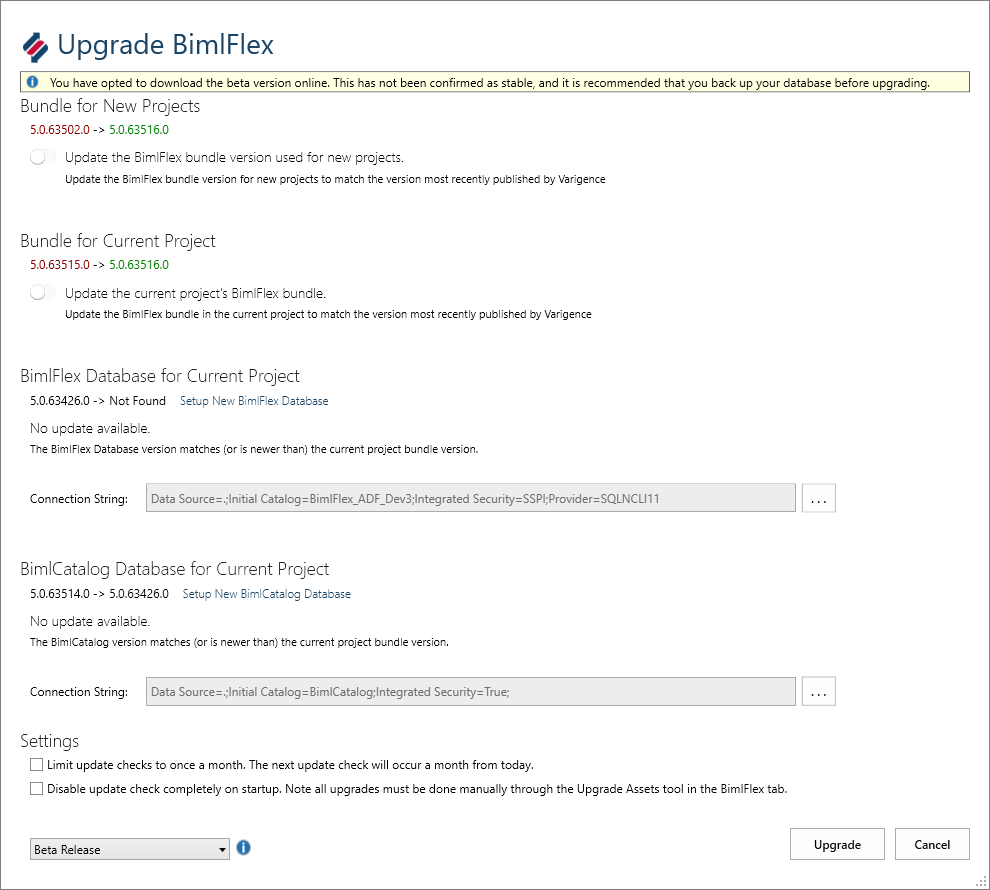 Upgrade BimlFlex
You have opted to download the beta version online. This has not been confirmed as stable, and it is recommended that you back up your database before upgrading.
Bundle for New Projects
5.0.63502.0 -> 5.0.63516.0
Update the BimlFlex bundle version used for new projects.
Update the BimlFlex bundle version for new projects to match the version most recently published by Varigence
Bundle for Current Project
5.0.63515.0 -> 5.0.63516.0
Update the current project's BimlFlex bundle.
Update the BimlFlex bundle in the current project to match the version most recently published by Varigence
BimlFlex Database for Current Project
5.0.63426.0 -> Not Found Setup New BimlFlex Database
No update available.
The BimlFlex Database version matches (or is newer than) the current project bundle version.
Connection String: Data Source=.;Initial Catalog=BimlFlex_ADF_Dev3;Integrated Security=SSPI;Provider=SQLNCLI11 ...
BimlCatalog Database for Current Project
5.0.63514.0 -> 5.0.63426.0 Setup New BimlCatalog Database
No update available.
The BimlCatalog version matches (or is newer than) the current project bundle version.
Connection String: Data Source=.;Initial Catalog=BimlCatalog;Integrated Security=True; ...
Settings
Limit update checks to once a month. The next update check will occur a month from today.
Disable update check completely on startup. Note all upgrades must be done manually through the Upgrade Assets tool in the BimlFlex tab.
Beta Release Upgrade Cancel